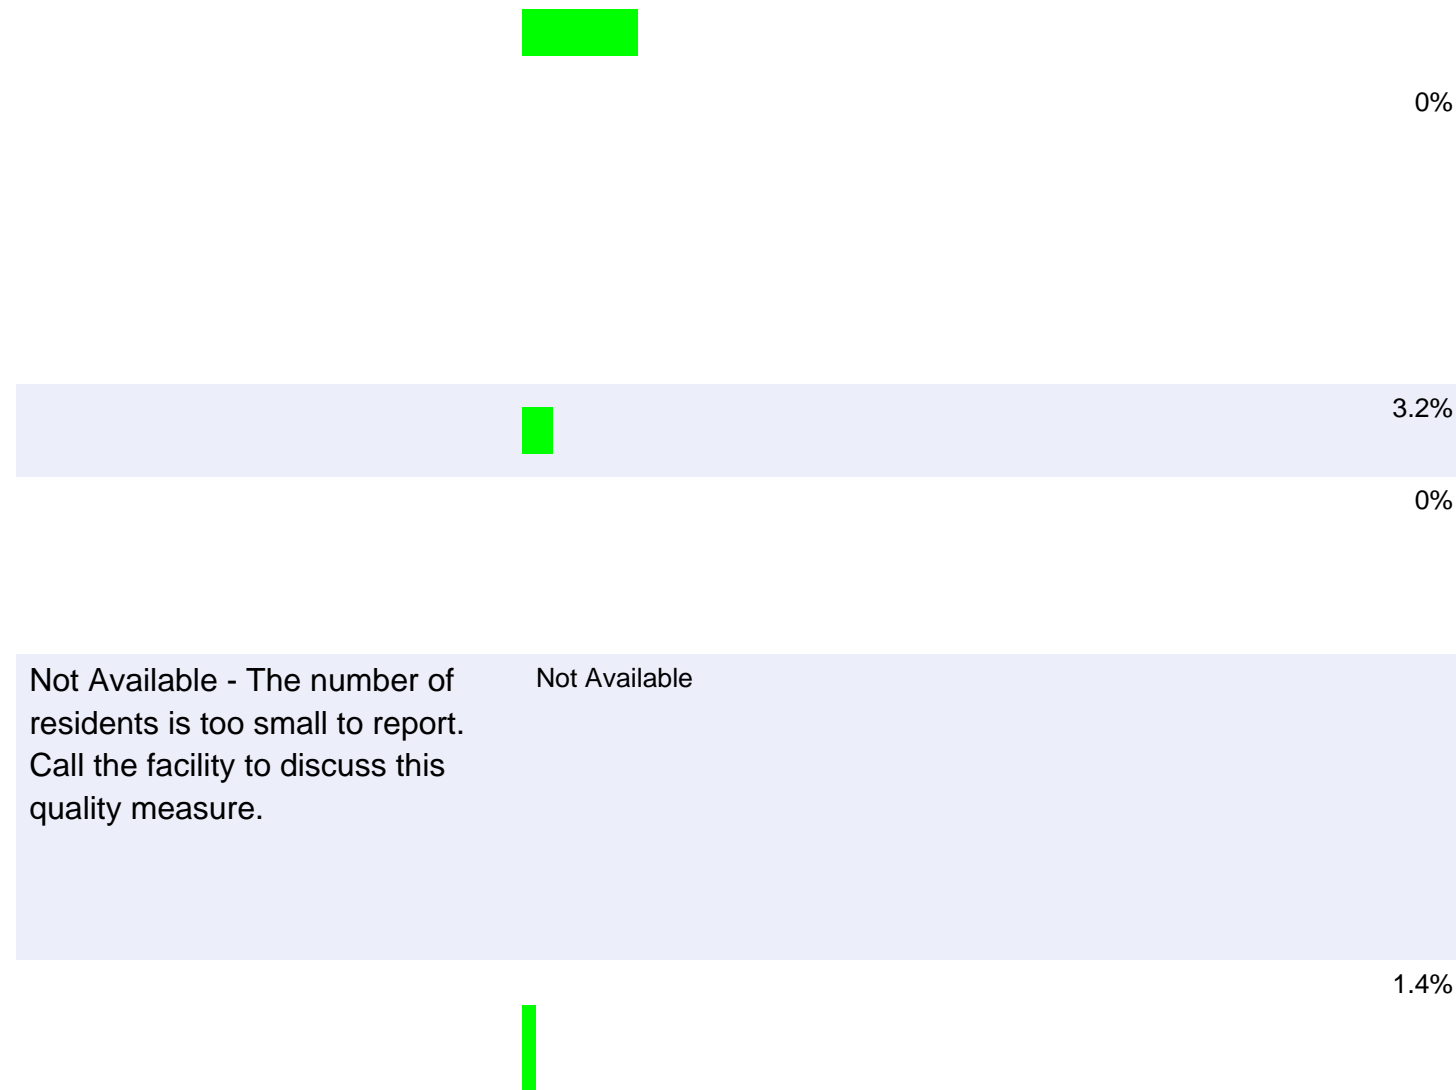 0%
3.2%
0%
Not Available - The number of
residents is too small to report.
Call the facility to discuss this
quality measure.
Not Available
1.4%